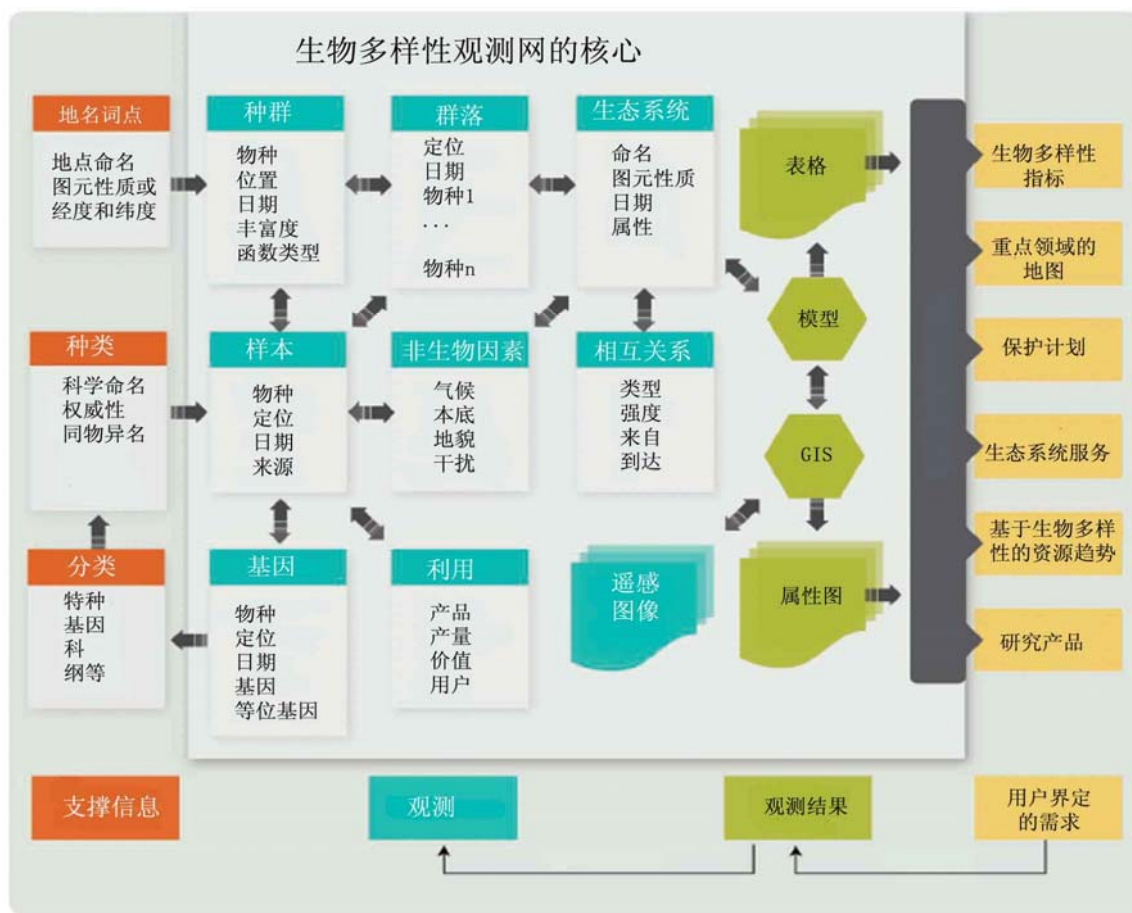 生物多样性观测网的核心
地名词点
地点命名
图元性质或
经度和纬度
种群
物种
位置
日期
丰富度
函数类型
群落
定位
日期
物种1
...
物种n
生态系统
命名
图元性质
日期
属性
表格
生物多样性
指标
重点领域的
地图
种类
科学命名
权威性
同物异名
样本
物种
定位
日期
来源
非生物因素
气候
本底
地貌
干扰
相互关系
类型
强度
来自
到达
模型
GIS
保护计划
生态系统服务
分类
特种
基因
科
纲等
基因
物种
定位
日期
基因
等位基因
利用
产品
产量
价值
用户
遥感
图像
属性图
基于生物多样
性的资源趋势
研究产品
支撑信息
观测
观测结果
用户界定
的需求